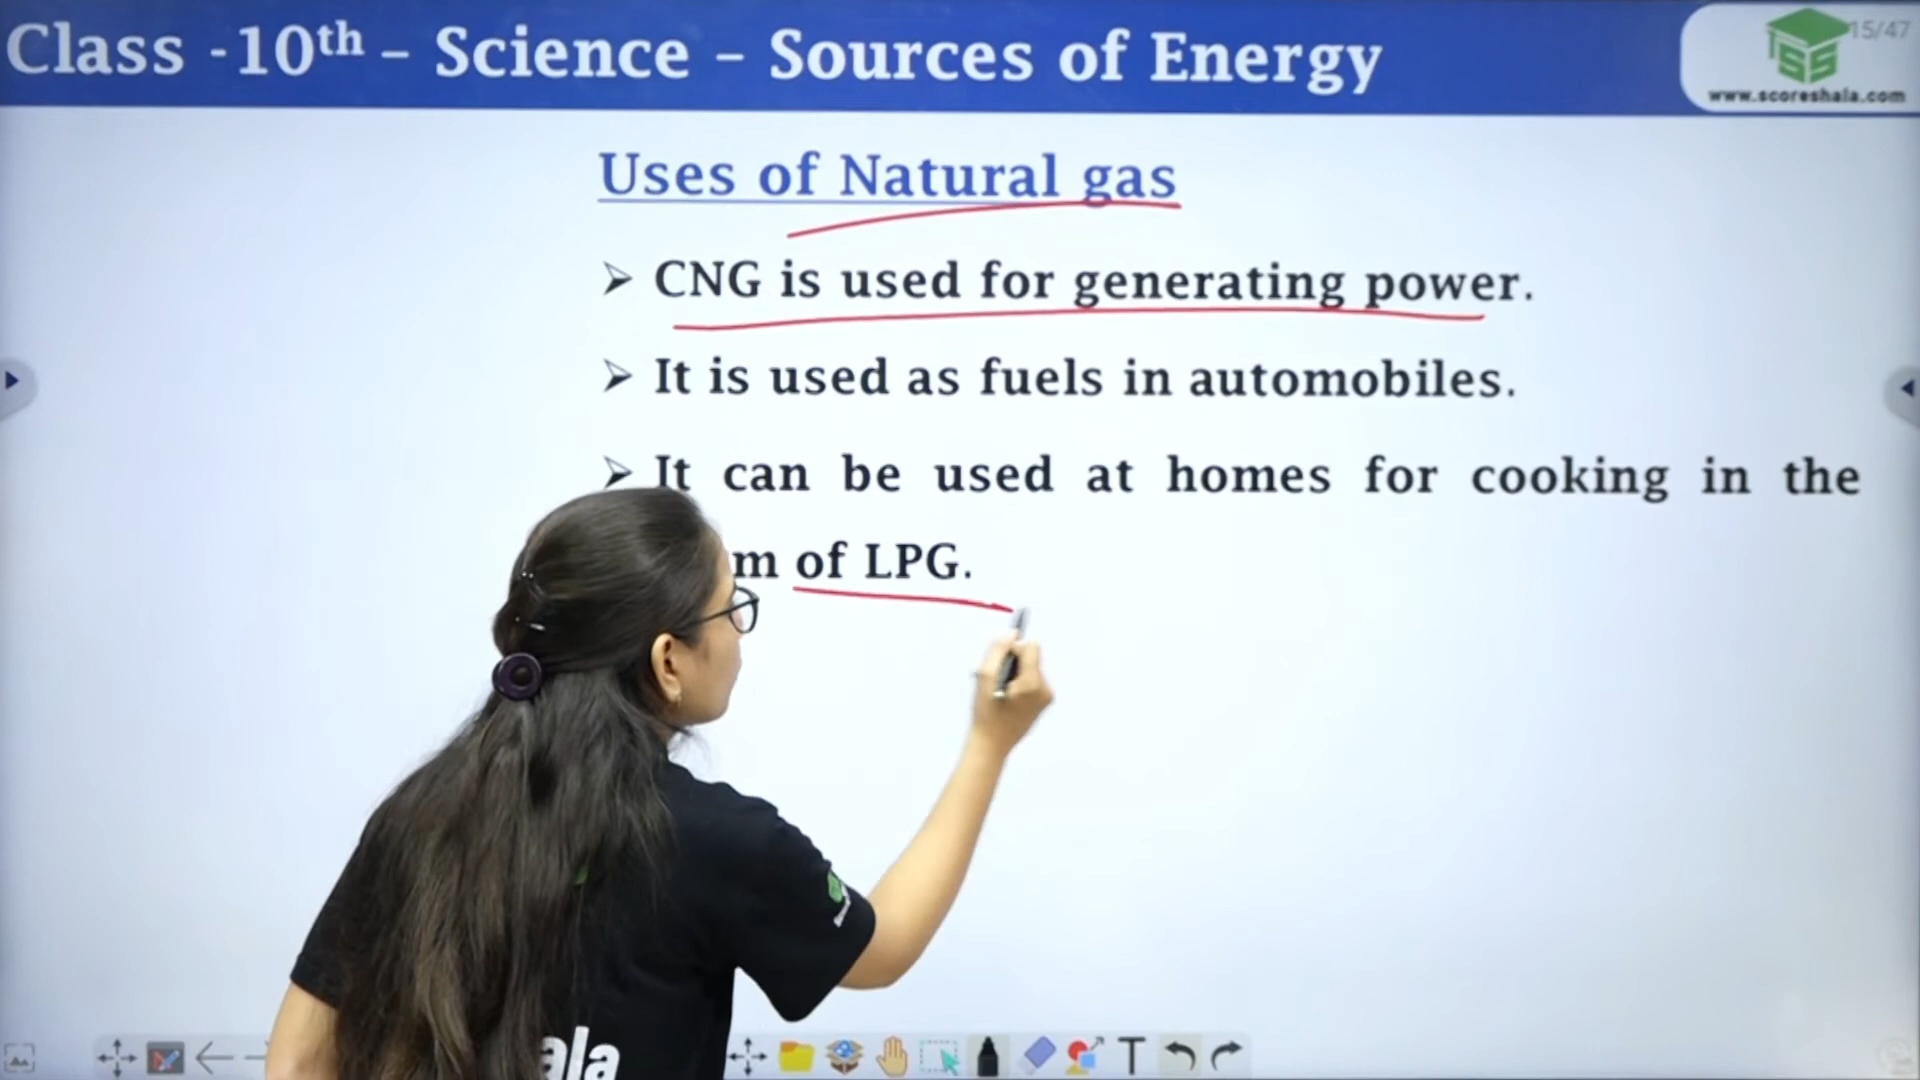 Class -10th – Science – Sources of Energy
15/47
SS
www.scoreshala.com
Uses of Natural gas
➢ CNG is used for generating power.
➢ It is used as fuels in automobiles.
➢ It can be used at homes for cooking in the
of LPG.
T